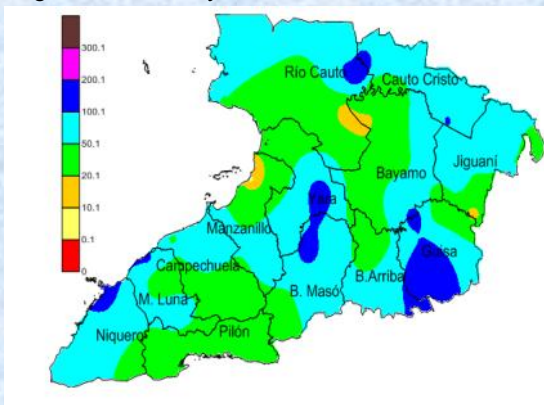 300.1
200.1
100.1
50.1
20.1
10.1
0.1
0
Río Cauto
Cauto Cristo
Jiguaní
Bayamo
Yara
Manzanillo
Guisa
Campechuela
B. Masó
B.Arriba
M. Luna
Niquero
Pilón